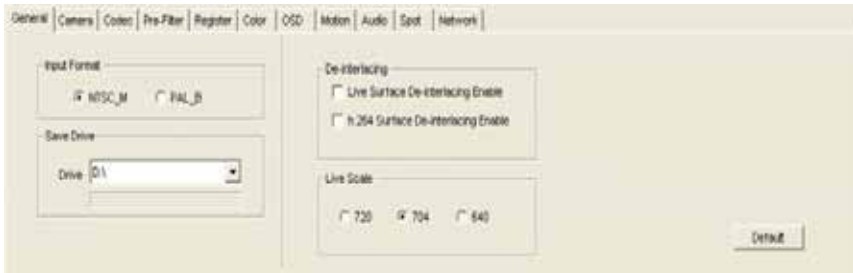 General Camera Codec Pre-Filter Register Color OSD Motion Audio Spot Network
Input Format
NTSC_M PAL_B
Save Drive
Drive D:\
De-interlacing
Live Surface De-interlacing Enable
h.264 Surface De-interlacing Enable
Live Scale
720 704 640
Default